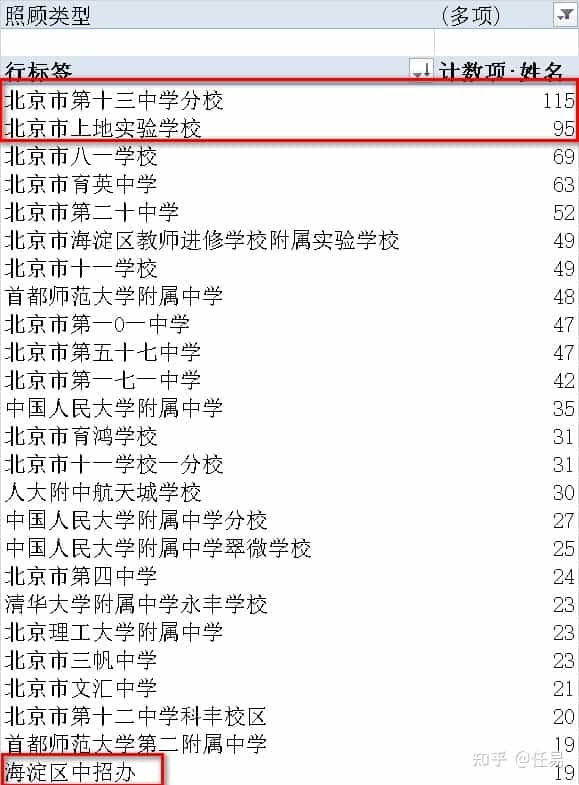 照顾类型 (多项)
行标签 计数项:姓名
北京市第十三中学分校 115
北京市上地实验学校 95
北京市八一学校 69
北京市育英中学 63
北京市第二十中学 52
北京市海淀区教师进修学校附属实验学校 49
北京市十一学校 49
首都师范大学附属中学 48
北京市第一0一中学 47
北京市第五十七中学 47
北京市第一七一中学 42
中国人民大学附属中学 35
北京市育鸿学校 31
北京市十一学校一分校 31
人大附中航天城学校 30
中国人民大学附属中学分校 27
中国人民大学附属中学翠微学校 25
北京市第四中学 24
清华大学附属中学永丰学校 23
北京理工大学附属中学 23
北京市三帆中学 23
北京市文汇中学 21
北京市第十二中学科丰校区 20
首都师范大学第二附属中学 19
海淀区中招办 19
知乎 @任易